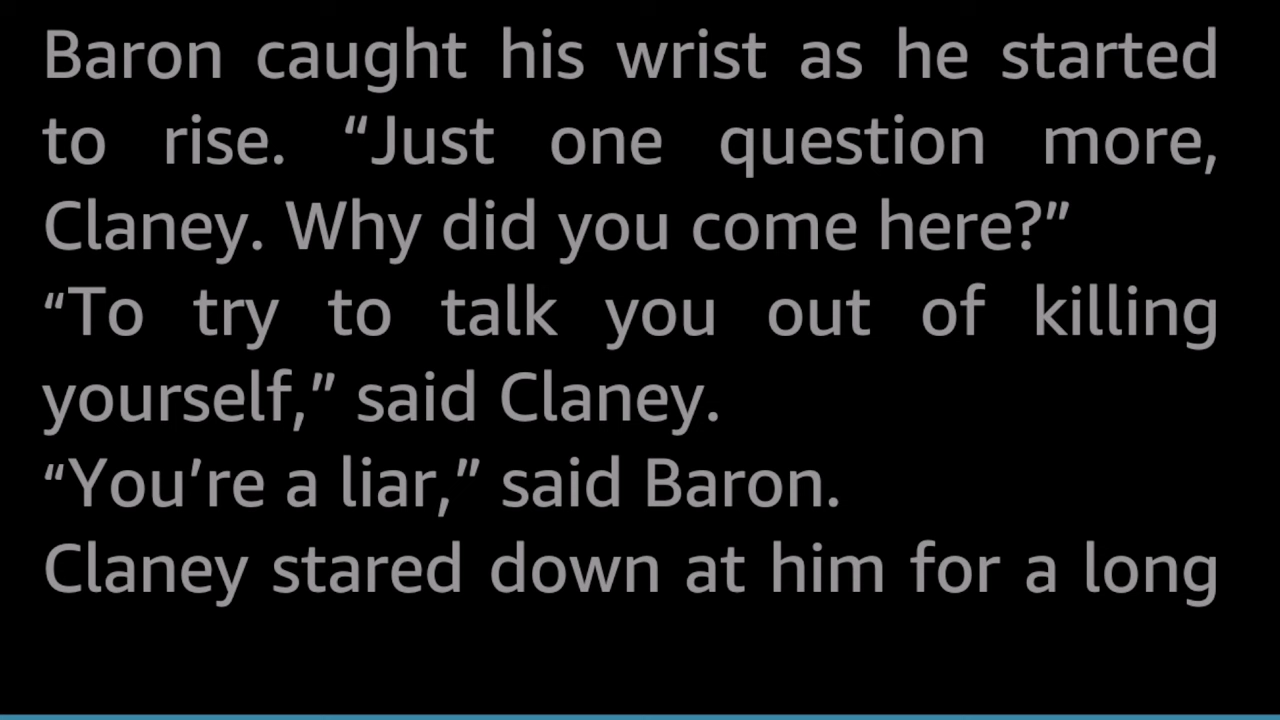 Baron caught his wrist as he started
to rise. “Just one question more,
Claney. Why did you come here?”
“To try to talk you out of killing
yourself,” said Claney.
“You’re a liar,” said Baron.
Claney stared down at him for a long